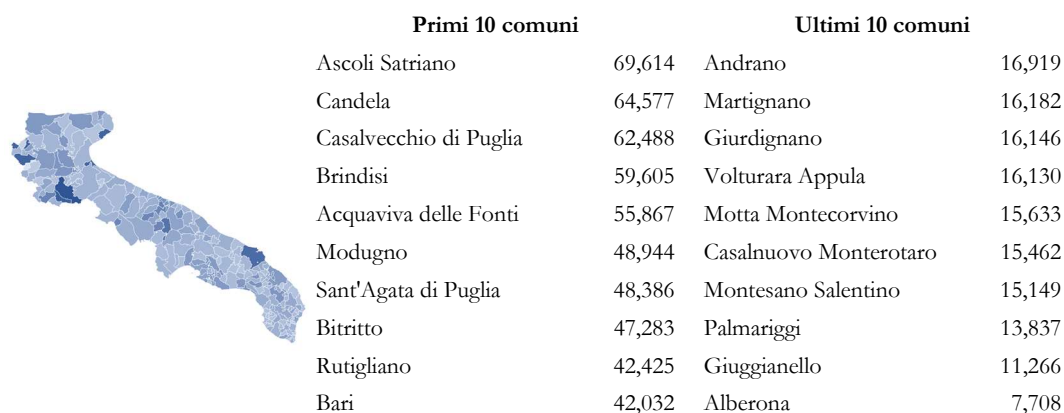 Primi 10 comuni Ultimi 10 comuni
Ascoli Satriano 69,614 Andrano 16,919
Candela 64,577 Martignano 16,182
Casalvecchio di Puglia 62,488 Giurdignano 16,146
Brindisi 59,605 Volturara Appula 16,130
Acquaviva delle Fonti 55,867 Motta Montecorvino 15,633
Modugno 48,944 Casalnuovo Monterotaro 15,462
Sant'Agata di Puglia 48,386 Montesano Salentino 15,149
Bitritto 47,283 Palmariggi 13,837
Rutigliano 42,425 Giuggianello 11,266
Bari 42,032 Alberona 7,708